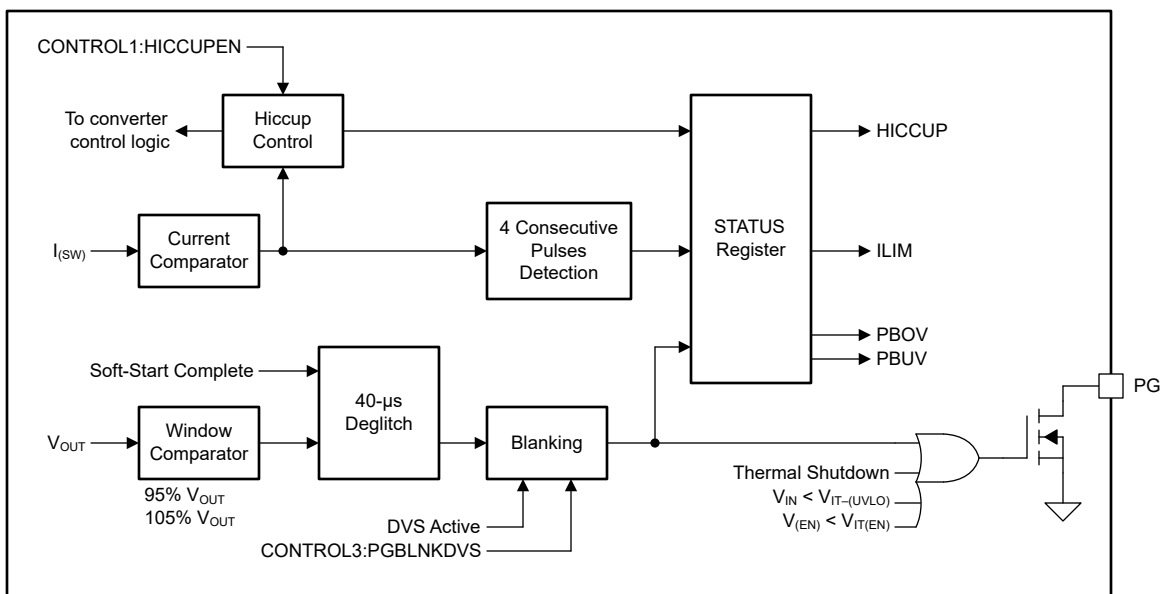 CONTROL1:HICCUPEN
To converter
control logic
Hiccup
Control
HICCUP
I(SW)
Current
Comparator
4 Consecutive
Pulses
Detection
STATUS
Register
ILIM
PBOV
PBUV
Soft-Start Complete
40-µs
Deglitch
VOUT
Window
Comparator
95% VOUT
105% VOUT
Blanking
DVS Active
CONTROL3:PGBLNKDVS
Thermal Shutdown
VIN < VIT–(UVLO)
V(EN) < VIT(EN)
PG